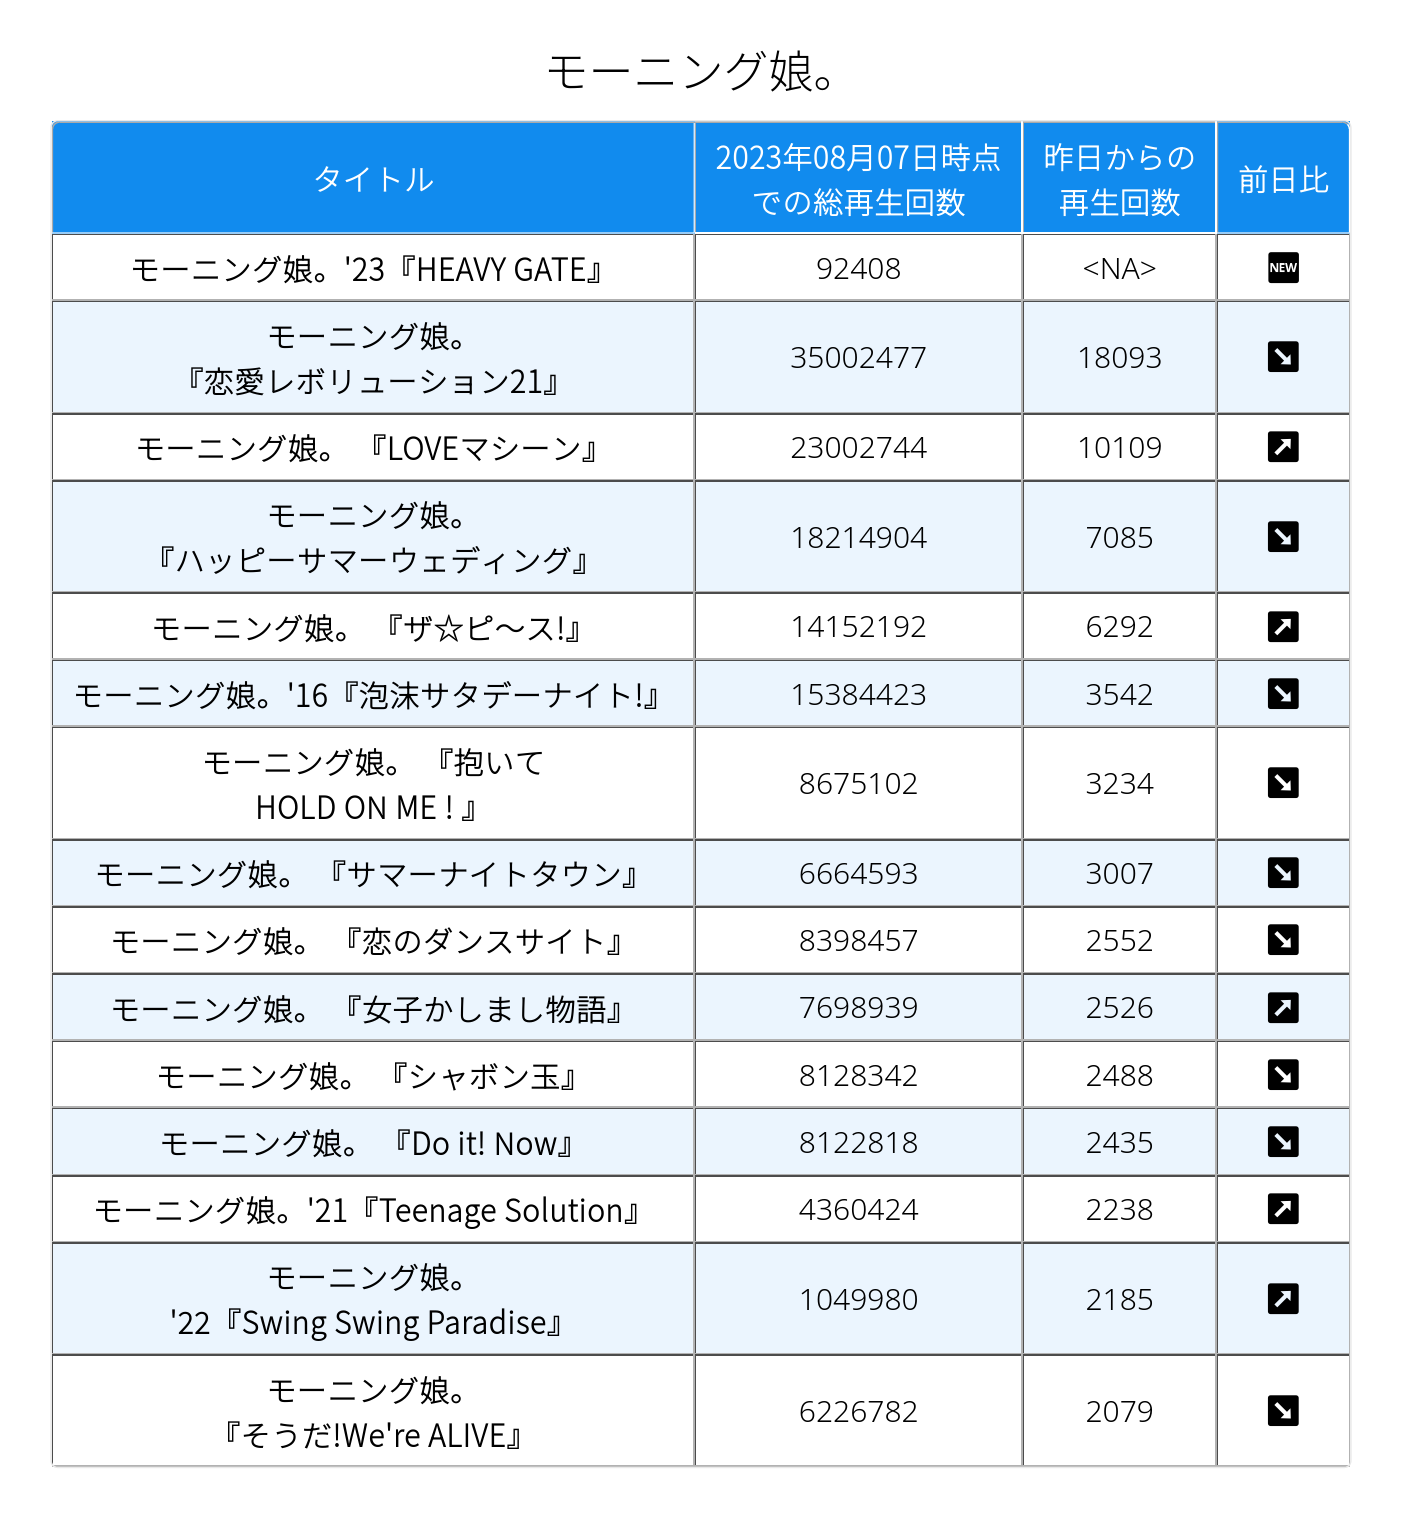 モーニング娘。
タイトル
2023年08月07日時点
での総再生回数
昨日からの
再生回数
前日比
モーニング娘。'23『HEAVY GATE』
92408
<NA>
NEW
モーニング娘。
『恋愛レボリューション21』
35002477
18093
モーニング娘。 『LOVEマシーン』
23002744
10109
モーニング娘。
『ハッピーサマーウェディング』
18214904
7085
モーニング娘。 『ザ☆ピ〜ス!』
14152192
6292
モーニング娘。'16『泡沫サタデーナイト!』
15384423
3542
モーニング娘。 『抱いて
HOLD ON ME ! 』
8675102
3234
モーニング娘。 『サマーナイトタウン』
6664593
3007
モーニング娘。 『恋のダンスサイト』
8398457
2552
モーニング娘。 『女子かしまし物語』
7698939
2526
モーニング娘。 『シャボン玉』
8128342
2488
モーニング娘。 『Do it! Now』
8122818
2435
モーニング娘。'21『Teenage Solution』
4360424
2238
モーニング娘。
'22『Swing Swing Paradise』
1049980
2185
モーニング娘。
『そうだ!We're ALIVE』
6226782
2079